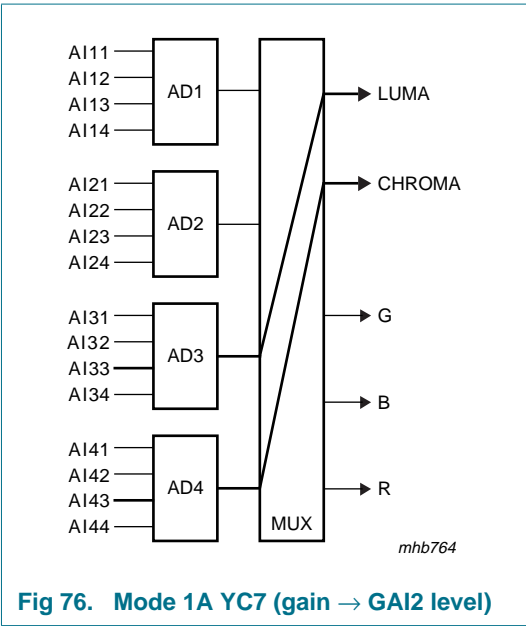 AI11
AI12
AI13
AI14
AD1
AI21
AI22
AI23
AI24
AD2
AI31
AI32
AI33
AI34
AD3
AI41
AI42
AI43
AI44
AD4
MUX
LUMA
CHROMA
G
B
R
mhb764
Fig 76. Mode 1A YC7 (gain → GAI2 level)